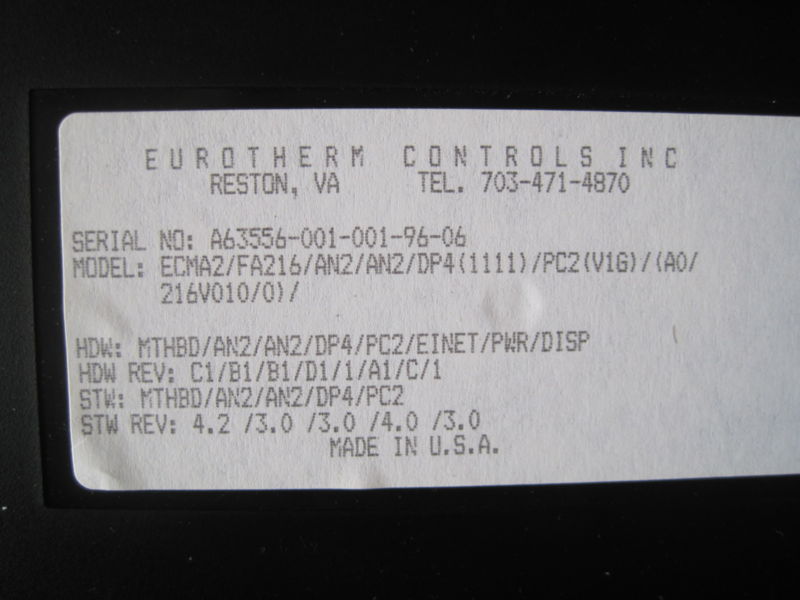 EUROTHERM CONTROLS INC
RESTON, VA TEL. 703-471-4870
SERIAL NO: A63556-001-001-96-06
MODEL: ECMA2/FA216/AN2/AN2/DP4(1111)/PC2(V1G)/(A0/
216V010/0)/
HDW: MTHBD/AN2/AN2/DP4/PC2/EINET/PWR/DISP
HDW REV: C1/B1/B1/D1/1/A1/C/1
STW: MTHBD/AN2/AN2/DP4/PC2
STW REV: 4.2 /3.0 /3.0 /4.0 /3.0
MADE IN U.S.A.